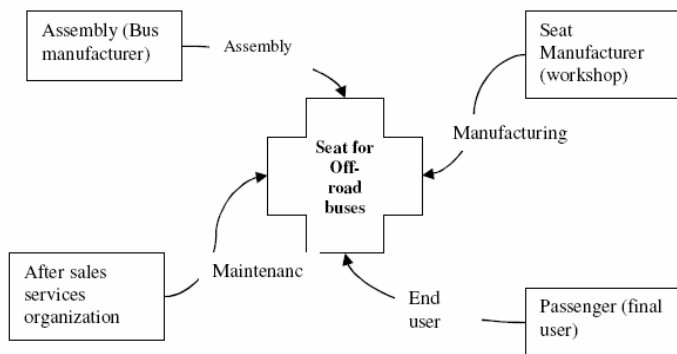 Assembly (Bus
manufacturer)
Assembly
Seat
Manufacturer
(workshop)
Manufacturing
Seat for
Off-
road
buses
After sales
services
organization
Maintenanc
End
user
Passenger (final
user)